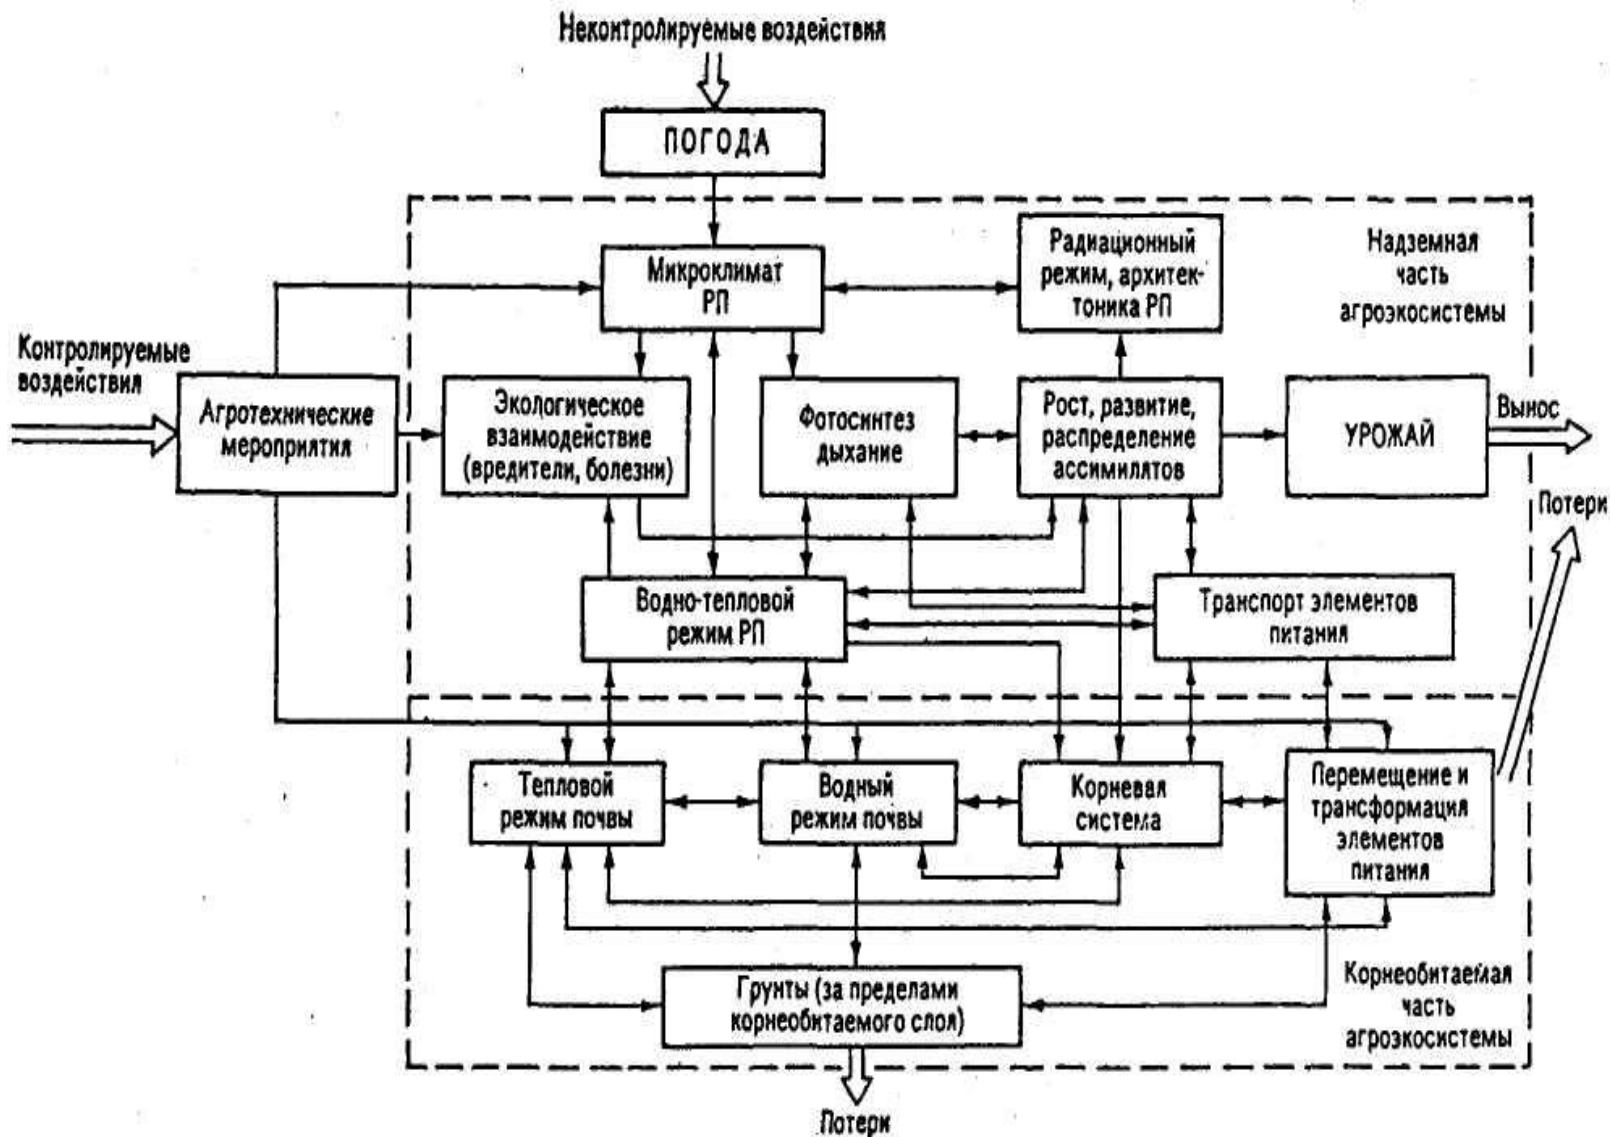 Неконтролируемые воздействия
ПОГОДА
Микроклимат
РП
Радиационный
режим, архитек-
тоника РП
Надземная
часть
агроэкосистемы
Контролируемые
воздействия
Агротехнические
мероприятия
Экологическое
взаимодействие
(вредители, болезни)
Фотосинтез
дыхание
Рост, развитие,
распределение
ассимилятов
УРОЖАЙ
Вынос
Потери
Водно-тепловой
режим РП
Транспорт элементов
питания
Тепловой
режим почвы
Водный
режим почвы
Корневая
система
Перемещение и
трансформация
элементов
питания
Грунты (за пределами
корнеобитаемого слоя)
Корнеобитаемая
часть
агроэкосистемы
Потери